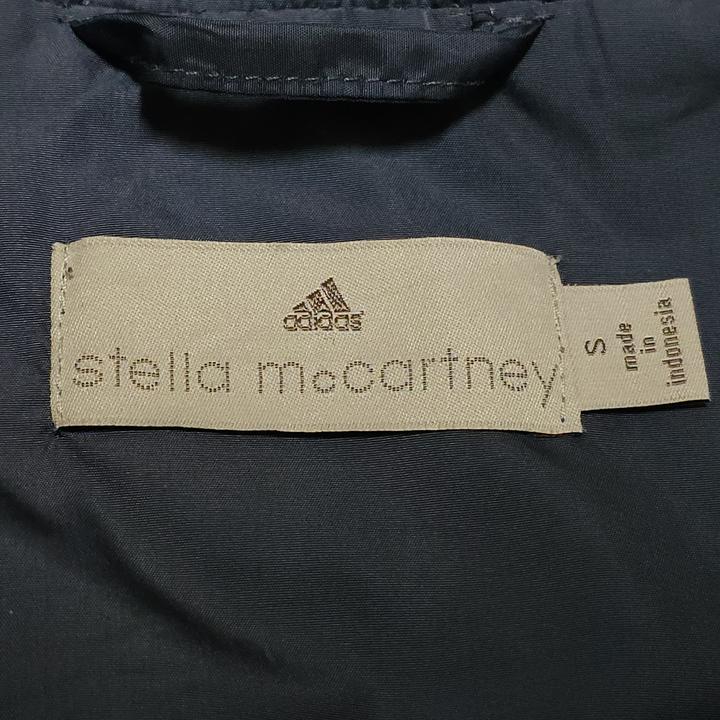 adidas
stella mccartney
S
made
in
indonesia